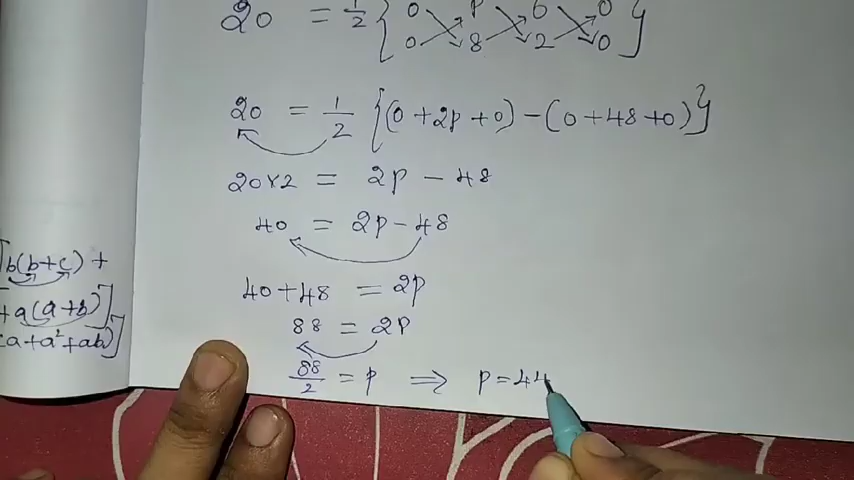 20 = 1/2 { 0 P 6 0
0 8 2 0 }
20 = 1/2 {(0+2p+0) - (0+48+0)}
20×2 = 2p - 48
40 = 2p - 48
40+48 = 2p
88 = 2p
88/2 = p ⇒ p = 44
b(b+c) +
+a(a+b)]
a+a²+ab)]